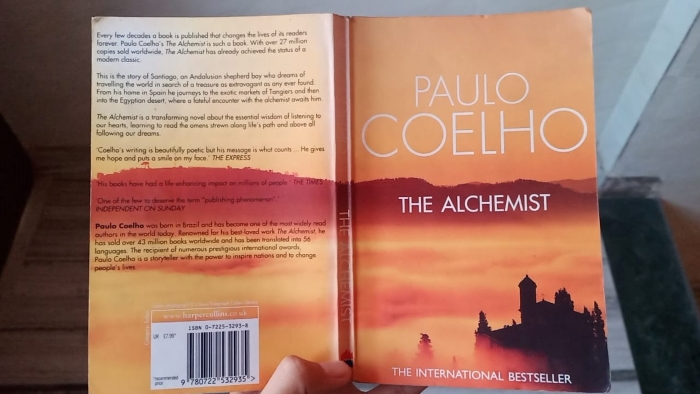 Every few decades a book is published that changes the lives of its readers
forever. Paulo Coelho's The Alchemist is such a book. With over 27 million
copies sold worldwide, The Alchemist has already achieved the status of a
modern classic.
This is the story of Santiago, an Andalusian shepherd boy who dreams of
travelling the world in search of a treasure as extravagant as any ever found.
From his home in Spain he journeys to the exotic markets of Tangiers and then
into the Egyptian desert, where a fateful encounter with the alchemist awaits him.
The Alchemist is a transforming novel about the essential wisdom of listening to
our hearts, learning to read the omens strewn along life's path and above all
following our dreams.
'Coelho's writing is beautifully poetic but his message is what counts ... He gives
me hope and puts a smile on my face.' THE EXPRESS
'His books have had a life-enhancing impact on millions of people.' THE TIMES
'One of the few to deserve the term "publishing phenomenon".'
INDEPENDENT ON SUNDAY
Paulo Coelho was born in Brazil and has become one of the most widely read
authors in the world today. Renowned for his best-loved work The Alchemist, he
has sold over 43 million books worldwide and has been translated into 56
languages. The recipient of numerous prestigious international awards,
Paulo Coelho is a storyteller with the power to inspire nations and to change
people's lives.
www.harpercollins.co.uk
ISBN 0-7225-3293-8
£7.99*
*recommended
price
9 780722 532935 >
THE ALCHEMIST
PAULO
COELHO
THE ALCHEMIST
THE INTERNATIONAL BESTSELLER